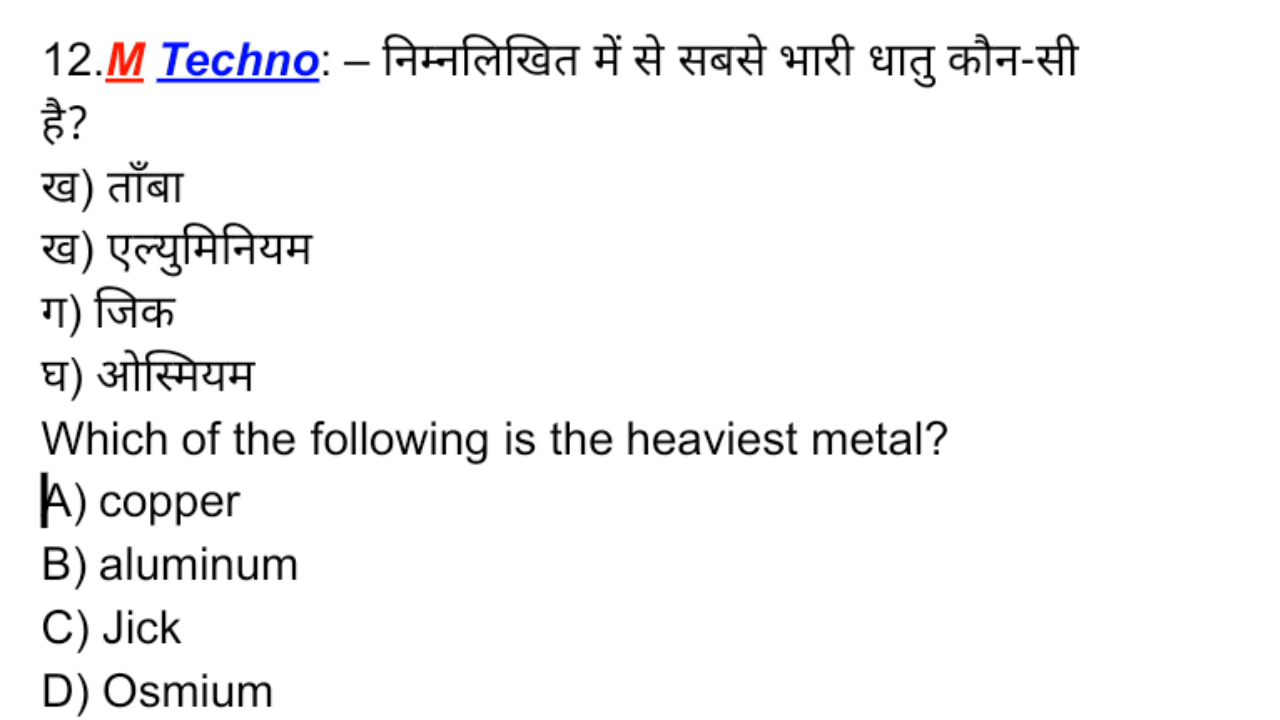 12.M Techno: – निम्नलिखित में से सबसे भारी धातु कौन-सी
है?
ख) ताँबा
ख) एल्युमिनियम
ग) जिक
घ) ओस्मियम
Which of the following is the heaviest metal?
A) copper
B) aluminum
C) Jick
D) Osmium